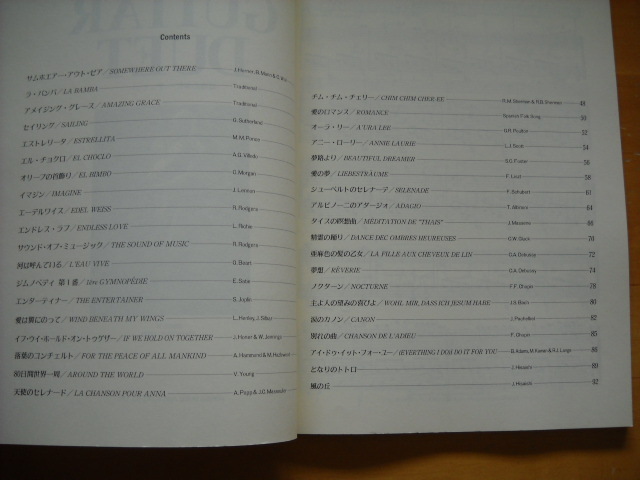 GUITAR
DUET
Contents
サムホエアー・アウト・ゼア/SOMEWHERE OUT THERE
ラ・バンバ/LA BAMBA Traditional
アメイジング・グレース/AMAZING GRACE Traditional
セイリング/SAILING G.Sutherland
エストレリータ/ESTRELLITA M.M.Ponce
エル・チョクロ/EL CHOCLO A.G.Villoldo
オリーブの首飾り/EL BIMBO C.Morgan
イマジン/IMAGINE J.Lennon
エーデルワイス/EDEL WEISS R.Rodgers
エンドレス・ラブ/ENDLESS LOVE L.Richie
サウンド・オブ・ミュージック/THE SOUND OF MUSIC R.Rodgers
河は呼んでいる/L'EAU VIVE G.Béart
ジムノペディ 第1番/1ère GYMNOPÉDIE E.Satie
エンターティナー/THE ENTERTAINER S.Joplin
愛は翼にのって/WIND BENEATH MY WINGS L.Henley, J.Silbar
イフ・ウイ・ホールド・オン・トゥゲザー/IF WE HOLD ON TOGETHER J.Horner & W.Jennings
落葉のコンチェルト/FOR THE PEACE OF ALL MANKIND A.Hammond & M.Hazlewood
80日間世界一周/AROUND THE WORLD V.Young
天使のセレナード/LA CHANSON POUR ANNA A.Popp & J.C.Massoulier
チム・チム・チェリー/CHIM CHIM CHER-EE R.M.Sherman & R.B.Sherman 48
愛のロマンス/ROMANCE Spanish Folk Song 50
オーラ・リー/AURA LEE G.R.Poulton 52
アニー・ローリー/ANNIE LAURIE L.J.Scott 54
夢路より/BEAUTIFUL DREAMER S.C.Foster 56
愛の夢/LIEBESTRÄUME F.Liszt 58
シューベルトのセレナーデ/SELENADE F.Schubert 61
アルビノーニのアダージョ/ADAGIO T.Albinoni 64
タイスの瞑想曲/MÉDITATION DE "THAIS" J.Massenet 66
精霊の踊り/DANCE DEC OMBRES HEUREUSES C.W.Gluck 70
亜麻色の髪の乙女/LA FILLE AUX CHEVEUX DE LIN C.A.Debussy 72
夢想/RÊVERIE C.A.Debussy 74
ノクターン/NOCTURNE F.F.Chopin 78
主よ人の望みの喜びよ/WOHL MIR, DASS ICH JESUM HABE J.S.Bach 80
涙のカノン/CANON J.Pachelbel 82
別れの曲/CHANSON DE L'ADIEU F.Chopin 85
アイ・ドゥ・イット・フォー・ユー/(EVERYTHING I DO) I DO IT FOR YOU B.Adams, M.Kamen & R.J.Lange 86
となりのトトロ J.Hisaishi 89
風の丘 J.Hisaishi 92